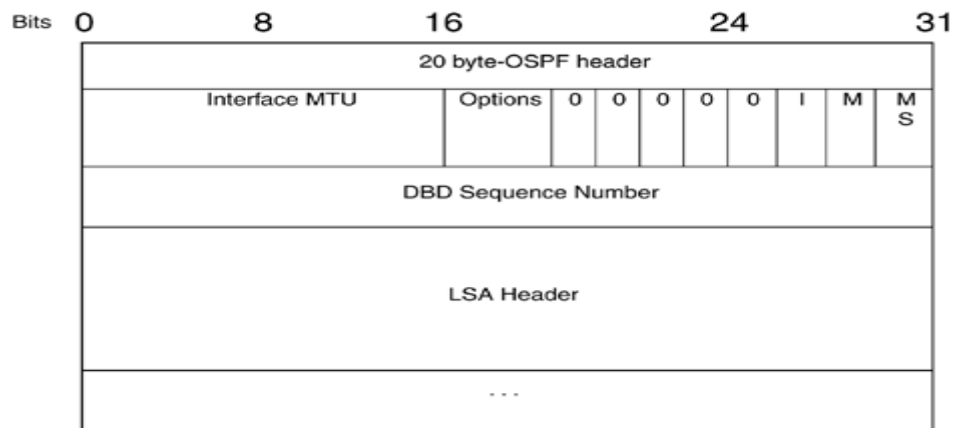 Bits 0 8 16 24 31
20 byte-OSPF header
Interface MTU Options 0 0 0 0 0 I M M
S
DBD Sequence Number
LSA Header
...